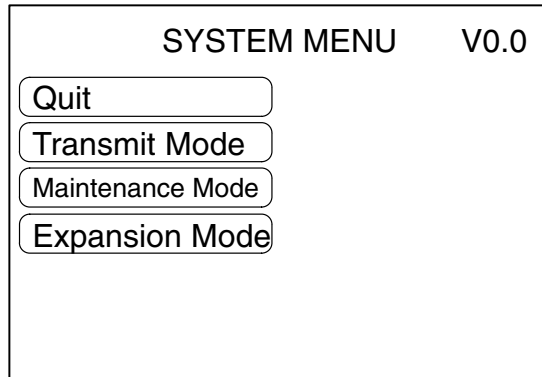 SYSTEM MENU V0.0
Quit
Transmit Mode
Maintenance Mode
Expansion Mode